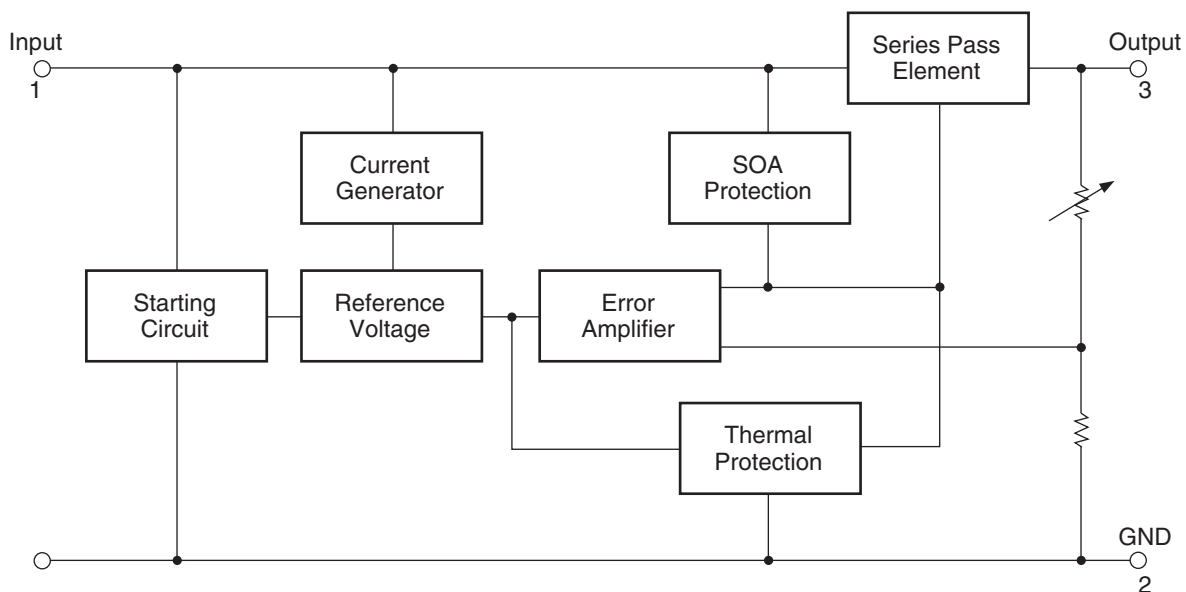 Input
1
Series Pass
Element
Output
3
Current
Generator
SOA
Protection
Starting
Circuit
Reference
Voltage
Error
Amplifier
Thermal
Protection
GND
2